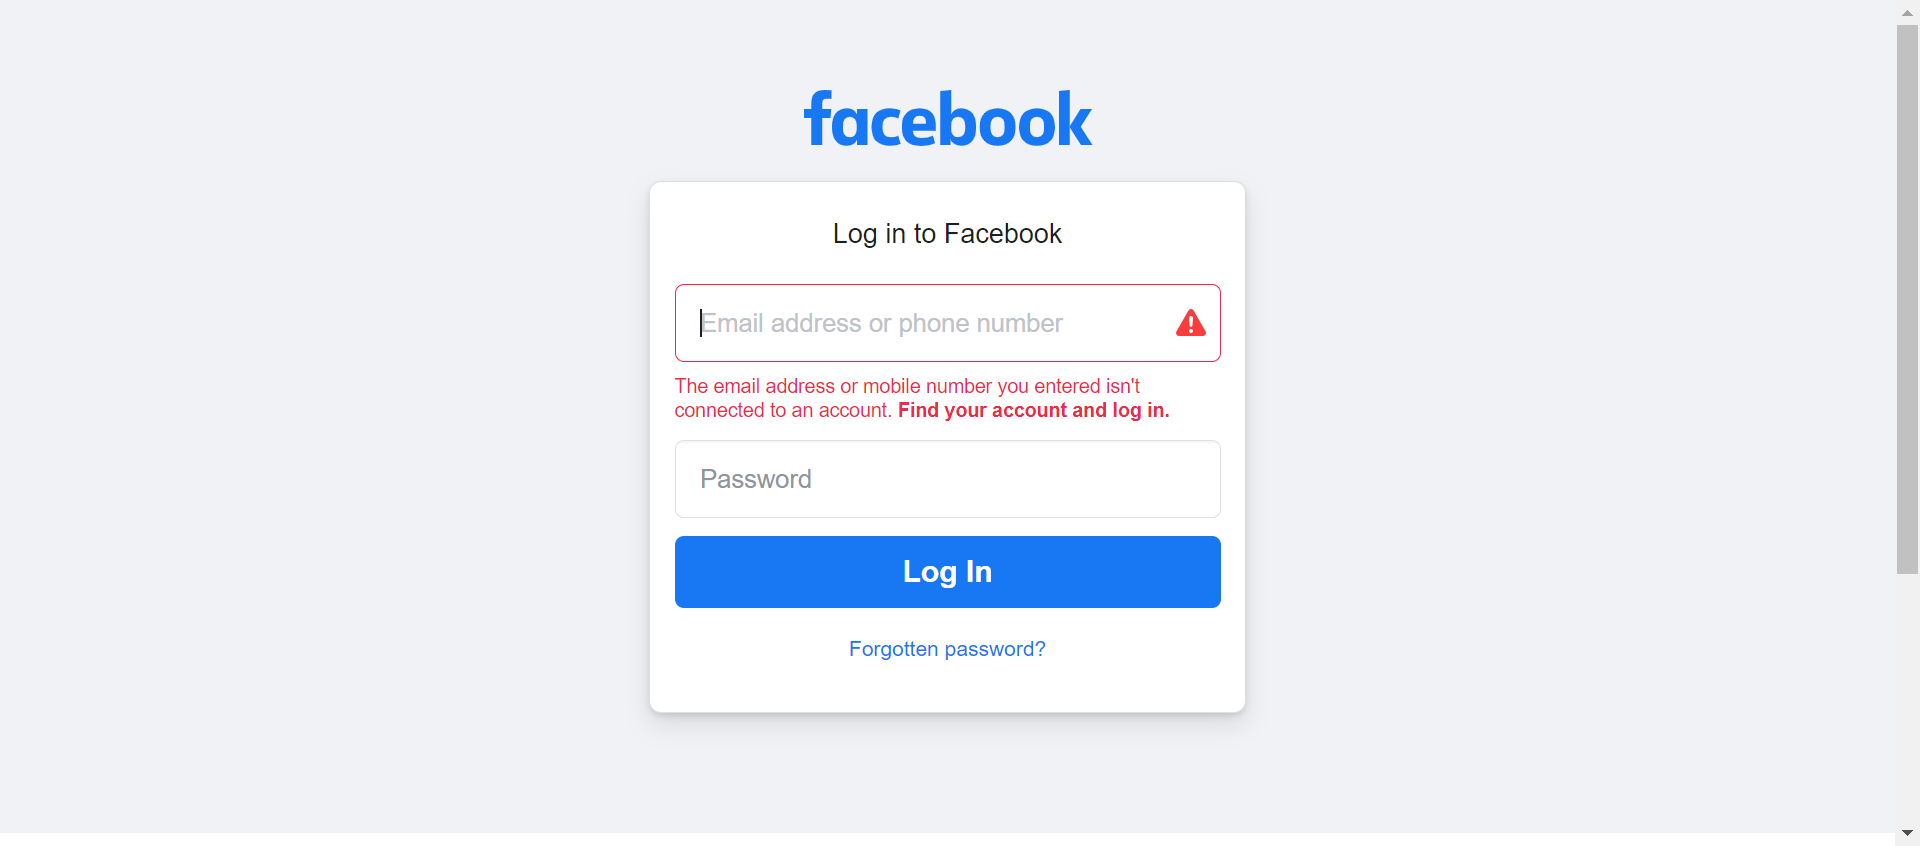 facebook
Log in to Facebook
Email address or phone number
The email address or mobile number you entered isn't
connected to an account. Find your account and log in.
Password
Log In
Forgotten password?